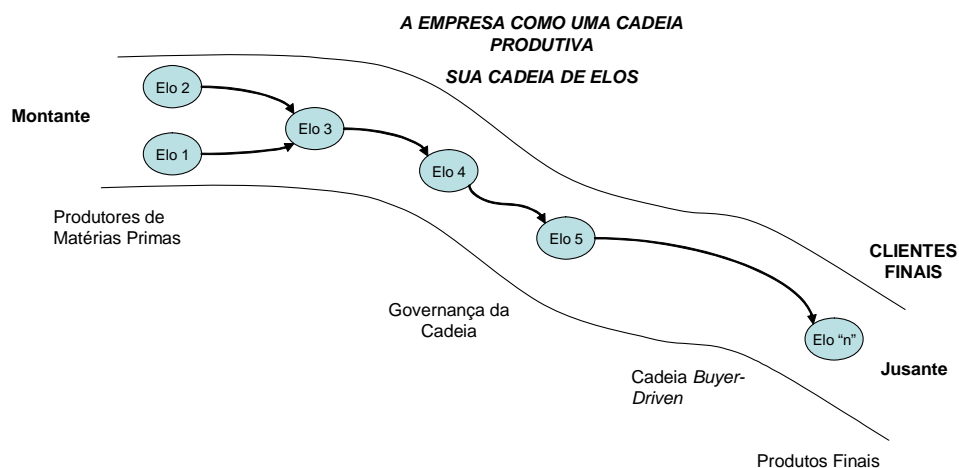 A EMPRESA COMO UMA CADEIA
PRODUTIVA
SUA CADEIA DE ELOS
Elo 2
Montante
Elo 3
Elo 1
Elo 4
Produtores de
Matérias Primas
Elo 5
CLIENTES
FINAIS
Governança da
Cadeia
Elo “n”
Jusante
Cadeia Buyer-
Driven
Produtos Finais